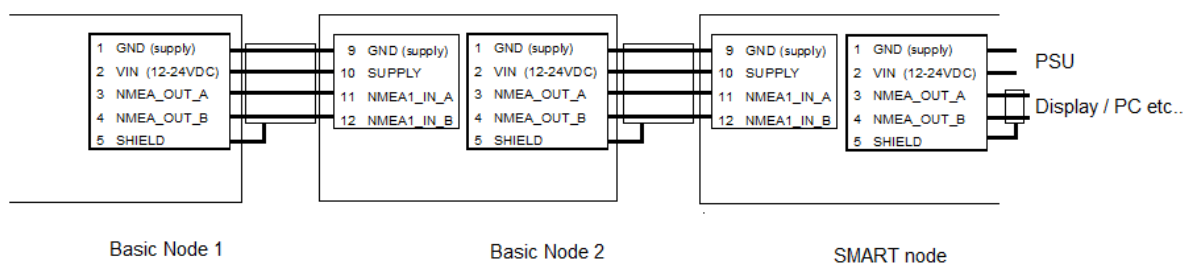 1 GND (supply)
2 VIN (12-24VDC)
3 NMEA_OUT_A
4 NMEA_OUT_B
5 SHIELD
9 GND (supply)
10 SUPPLY
11 NMEA1_IN_A
12 NMEA1_IN_B
1 GND (supply)
2 VIN (12-24VDC)
3 NMEA_OUT_A
4 NMEA_OUT_B
5 SHIELD
9 GND (supply)
10 SUPPLY
11 NMEA1_IN_A
12 NMEA1_IN_B
1 GND (supply)
2 VIN (12-24VDC)
3 NMEA_OUT_A
4 NMEA_OUT_B
5 SHIELD
PSU
Display / PC etc..
Basic Node 1
Basic Node 2
SMART node